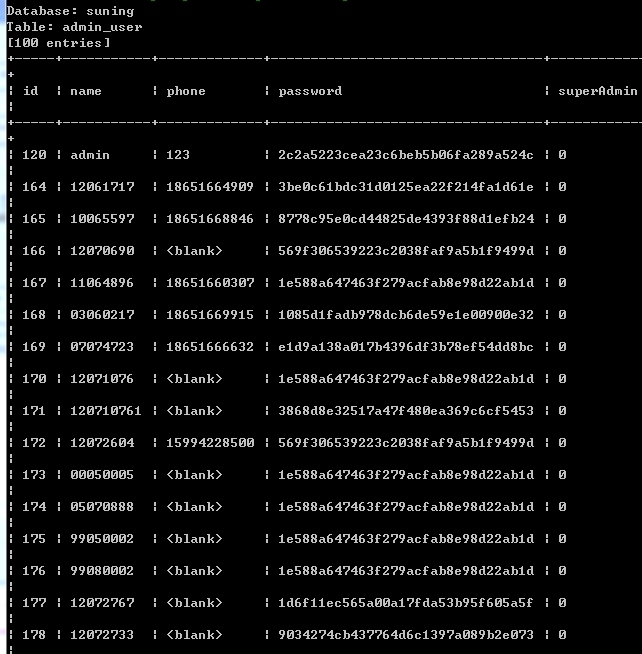 Database: suning
Table: admin_user
[100 entries]
+-----+-----------+-------------+----------------------------------+-----------
+
| id | name | phone | password | superAdmin
|
+-----+-----------+-------------+----------------------------------+-----------
+
| 120 | admin | 123 | 2c2a5223cea23c6beb5b06fa289a524c | 0
|
| 164 | 12061717 | 18651664909 | 3be0c61bdc31d0125ea22f214fa1d61e | 0
|
| 165 | 10065597 | 18651668846 | 8778c95e0cd44825de4393f88d1efb24 | 0
|
| 166 | 12070690 | <blank> | 569f306539223c2038faf9a5b1f9499d | 0
|
| 167 | 11064896 | 18651660307 | 1e588a647463f279acfab8e98d22ab1d | 0
|
| 168 | 03060217 | 18651669915 | 1085d1fadb978dcb6de59e1e00900e32 | 0
|
| 169 | 07074723 | 18651666632 | e1d9a138a017b4396df3b78ef54dd8bc | 0
|
| 170 | 12071076 | <blank> | 1e588a647463f279acfab8e98d22ab1d | 0
|
| 171 | 120710761 | <blank> | 3868d8e32517a47f480ea369c6cf5453 | 0
|
| 172 | 12072604 | 15994228500 | 569f306539223c2038faf9a5b1f9499d | 0
|
| 173 | 00050005 | <blank> | 1e588a647463f279acfab8e98d22ab1d | 0
|
| 174 | 05070888 | <blank> | 1e588a647463f279acfab8e98d22ab1d | 0
|
| 175 | 99050002 | <blank> | 1e588a647463f279acfab8e98d22ab1d | 0
|
| 176 | 99080002 | <blank> | 1e588a647463f279acfab8e98d22ab1d | 0
|
| 177 | 12072767 | <blank> | 1d6f11ec565a00a17fda53b95f605a5f | 0
|
| 178 | 12072733 | <blank> | 9034274cb437764d6c1397a089b2e073 | 0
|